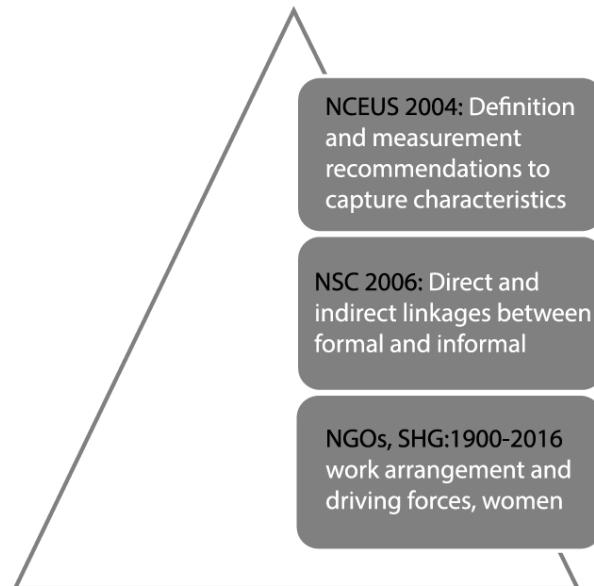 NCEUS 2004: Definition
and measurement
recommendations to
capture characteristics
NSC 2006: Direct and
indirect linkages between
formal and informal
NGOs, SHG:1900-2016
work arrangement and
driving forces, women